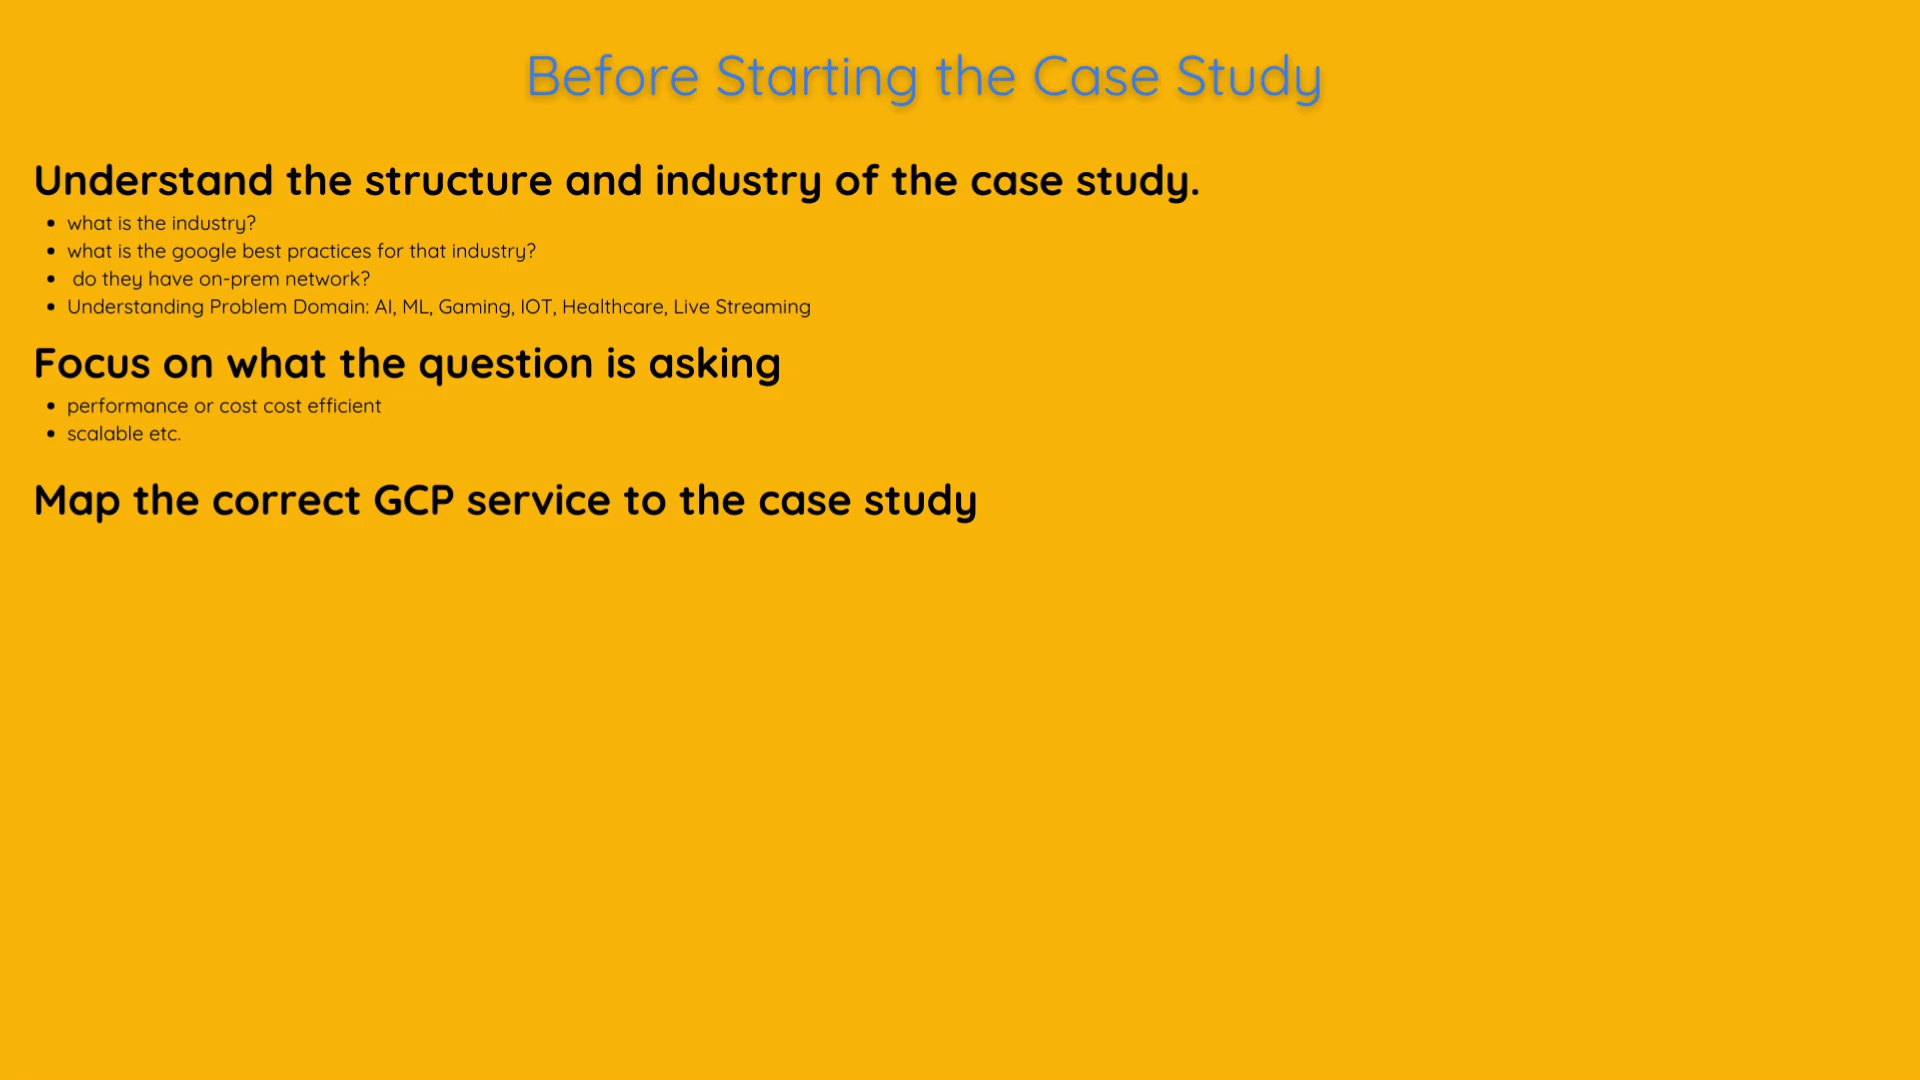 Before Starting the Case Study
Understand the structure and industry of the case study.
what is the industry?
what is the google best practices for that industry?
do they have on-prem network?
Understanding Problem Domain: AI, ML, Gaming, IOT, Healthcare, Live Streaming
Focus on what the question is asking
performance or cost cost efficient
scalable etc.
Map the correct GCP service to the case study